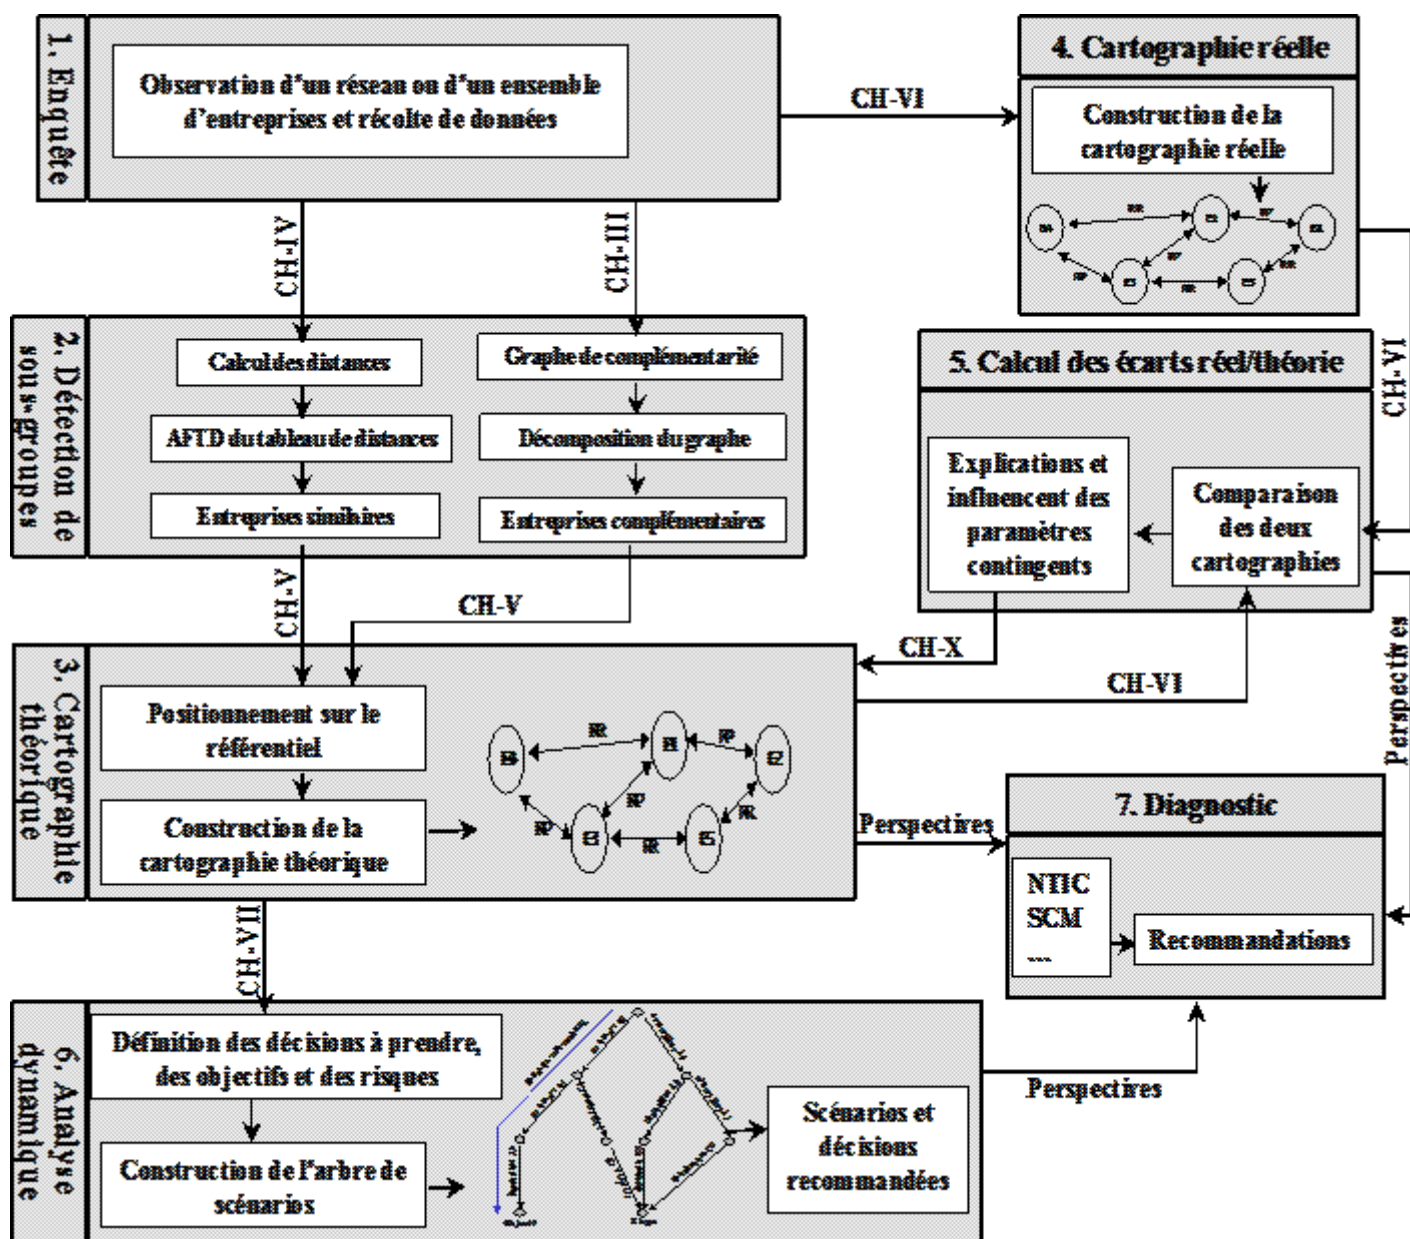 1. Enquête
Observation d'un réseau ou d'un ensemble
d'entreprises et récolte de données
CH-VI
4. Cartographie réelle
Construction de la
cartographie réelle
CH-IV
CH-III
CH-VI
2. Détection de
sous-groupes
Calcul des distances
AFTD du tableau de distances
Entreprises similaires
Graphe de complémentarité
Décomposition du graphe
Entreprises complémentaires
5. Calcul des écarts réel/théorie
Explications et
influencent des
paramètres
contingents
Comparaison
des deux
cartographies
CH-V
CH-V
CH-X
CH-VI
Perspectives
3. Cartographie
théorique
Positionnement sur le
référentiel
Construction de la
cartographie théorique
RR
E1
RP
E2
RP
RP
RR
E3
RR
E5
Perspectires
7. Diagnostic
NTIC
SCM
...
Recommandations
CH-VII
6. Analyse
dynamique
Définition des décisions à prendre,
des objectifs et des risques
Construction de l'arbre de
scénarios
Scénarios et
décisions
recommandées
Perspectires